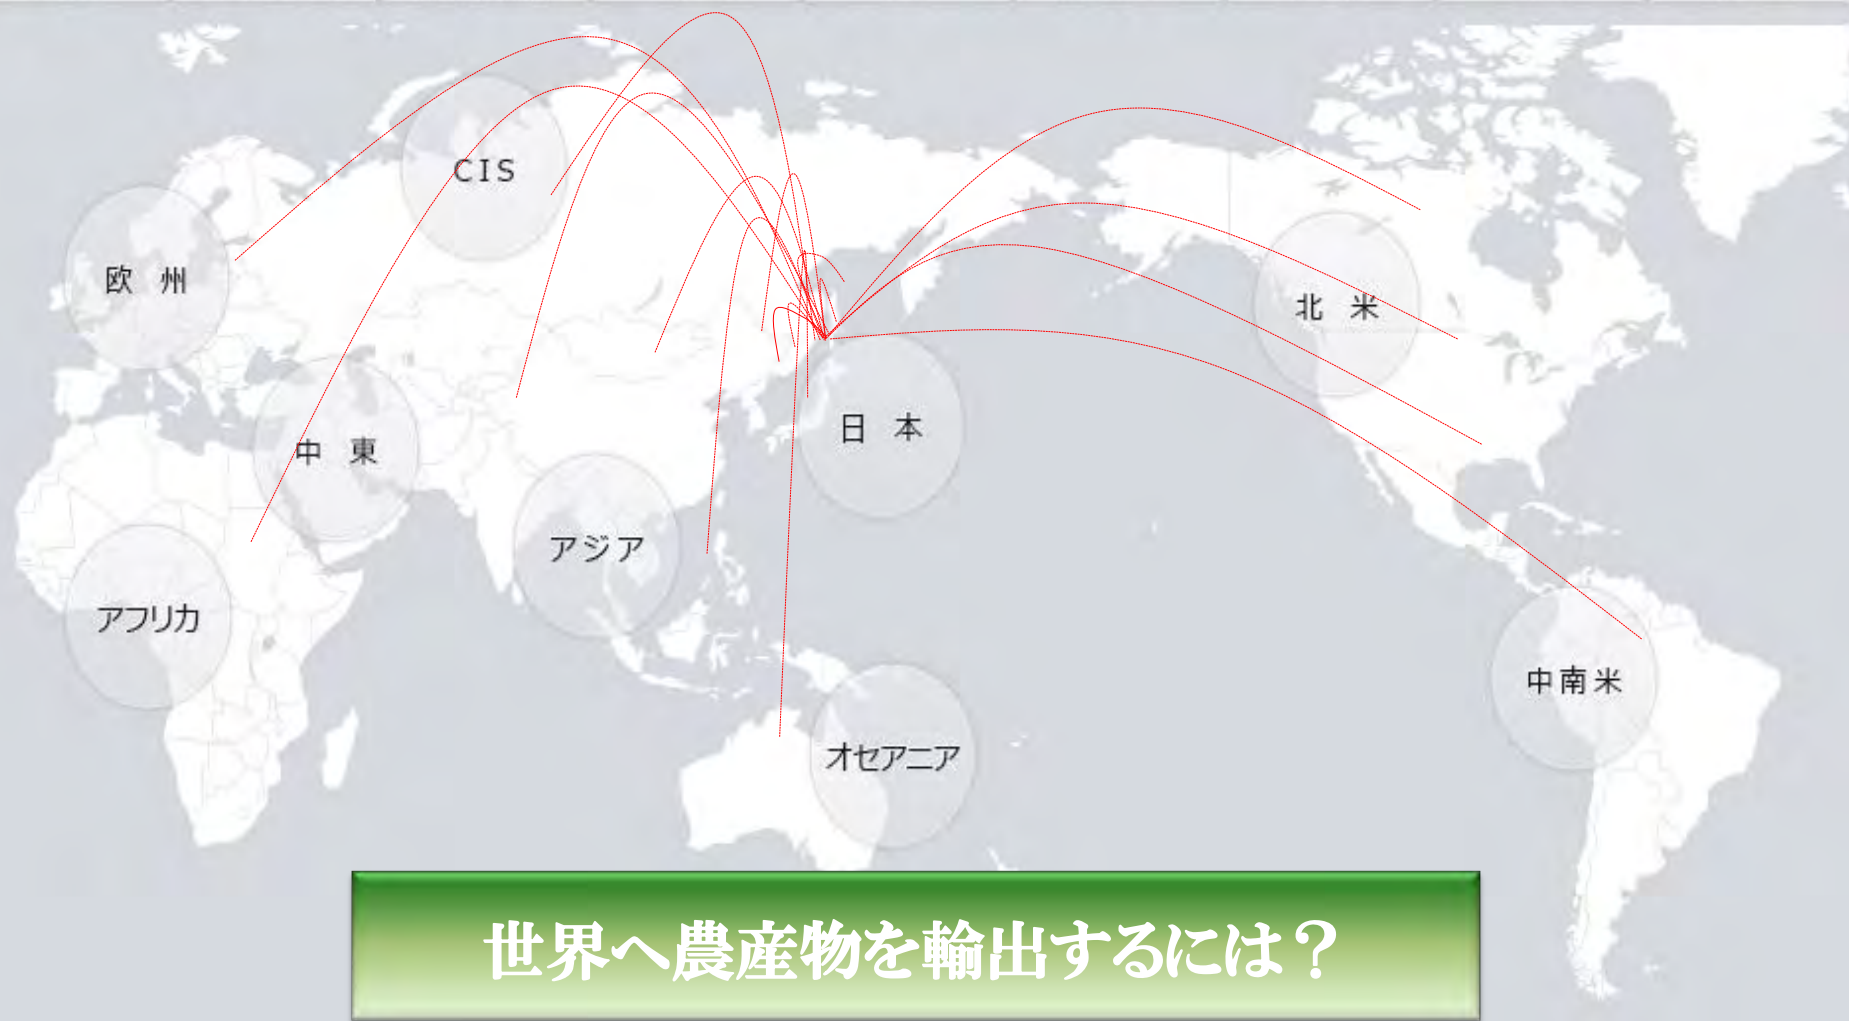 CIS
欧　州
北　米
日　本
中　東
アジア
アフリカ
中南米
オセアニア
世界へ農産物を輸出するには？